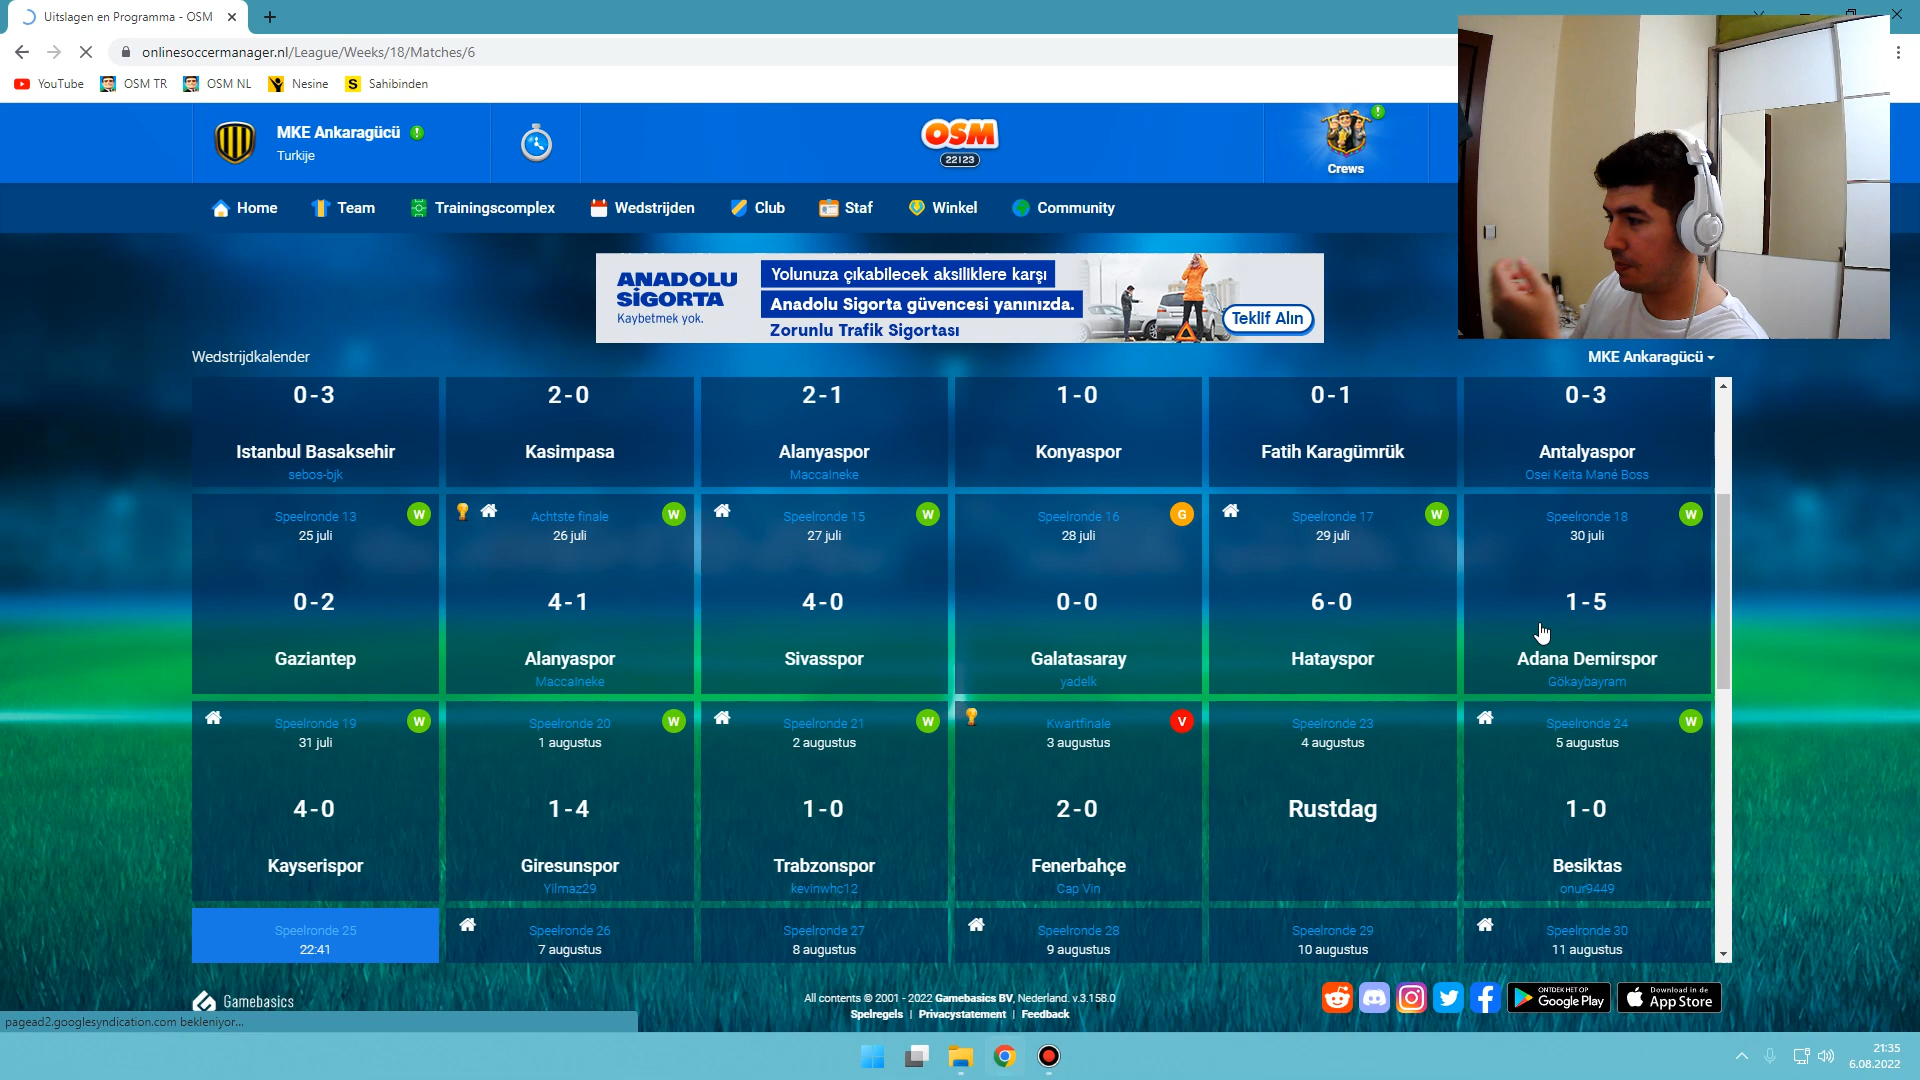 Uitslagen en Programma - OSM
onlinesoccermanager.nl/League/Weeks/18/Matches/6
YouTube
OSM TR
OSM NL
Nesine
Sahibinden
MKE Ankaragücü
Turkije
OSM
22123
Crews
Home
Team
Trainingscomplex
Wedstrijden
Club
Staf
Winkel
Community
ANADOLU
SİGORTA
Kaybetmek yok.
Yolunuza çıkabilecek aksiliklere karşı
Anadolu Sigorta güvencesi yanınızda.
Zorunlu Trafik Sigortası
Teklif Alın
Wedstrijdkalender
MKE Ankaragücü
0-3
Istanbul Basaksehir
sebos-bjk
2-0
Kasimpasa
2-1
Alanyaspor
MaccaIneke
1-0
Konyaspor
0-1
Fatih Karagümrük
0-3
Antalyaspor
Osei Keita Mané Boss
Speelronde 13
W
25 juli
0-2
Gaziantep
Achtste finale
W
26 juli
4-1
Alanyaspor
MaccaIneke
Speelronde 15
W
27 juli
4-0
Sivasspor
Speelronde 16
G
28 juli
0-0
Galatasaray
yadelk
Speelronde 17
W
29 juli
6-0
Hatayspor
Speelronde 18
W
30 juli
1-5
Adana Demirspor
Gökaybayram
Speelronde 19
W
31 juli
4-0
Kayserispor
Speelronde 20
W
1 augustus
1-4
Giresunspor
Yilmaz29
Speelronde 21
W
2 augustus
1-0
Trabzonspor
kevinwhc12
Kwartfinale
V
3 augustus
2-0
Fenerbahçe
Cap Vin
Speelronde 23
4 augustus
Rustdag
Speelronde 24
W
5 augustus
1-0
Besiktas
onur9449
Speelronde 25
22:41
Speelronde 26
7 augustus
Speelronde 27
8 augustus
Speelronde 28
9 augustus
Speelronde 29
10 augustus
Speelronde 30
11 augustus
Gamebasics
All contents © 2001 - 2022 Gamebasics BV, Nederland. v.3.158.0
Spelregels | Privacystatement | Feedback
ONTDEK HET OP
Google Play
Download in de
App Store
pagead2.googlesyndication.com bekleniyor...
21:35
6.08.2022